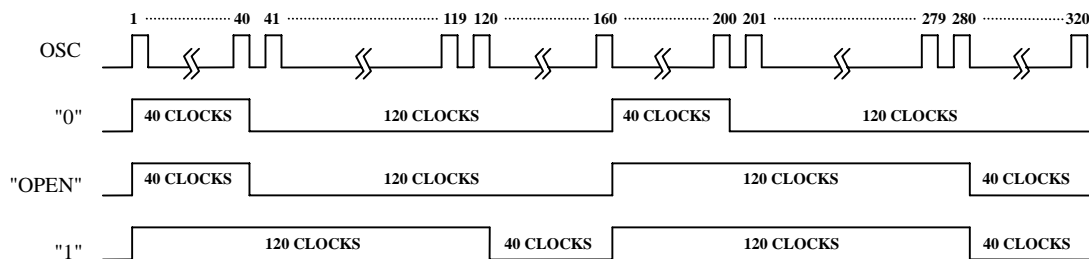 1 40 41 119 120 160 200 201 279 280 320
OSC
"0" 40 CLOCKS 120 CLOCKS 40 CLOCKS 120 CLOCKS
"OPEN" 40 CLOCKS 120 CLOCKS 120 CLOCKS 40 CLOCKS
"1" 120 CLOCKS 40 CLOCKS 120 CLOCKS 40 CLOCKS